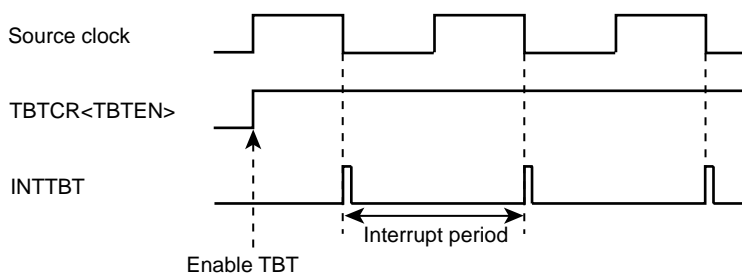 Source clock
TBTCR<TBTEN>
INTTBT
Interrupt period
Enable TBT